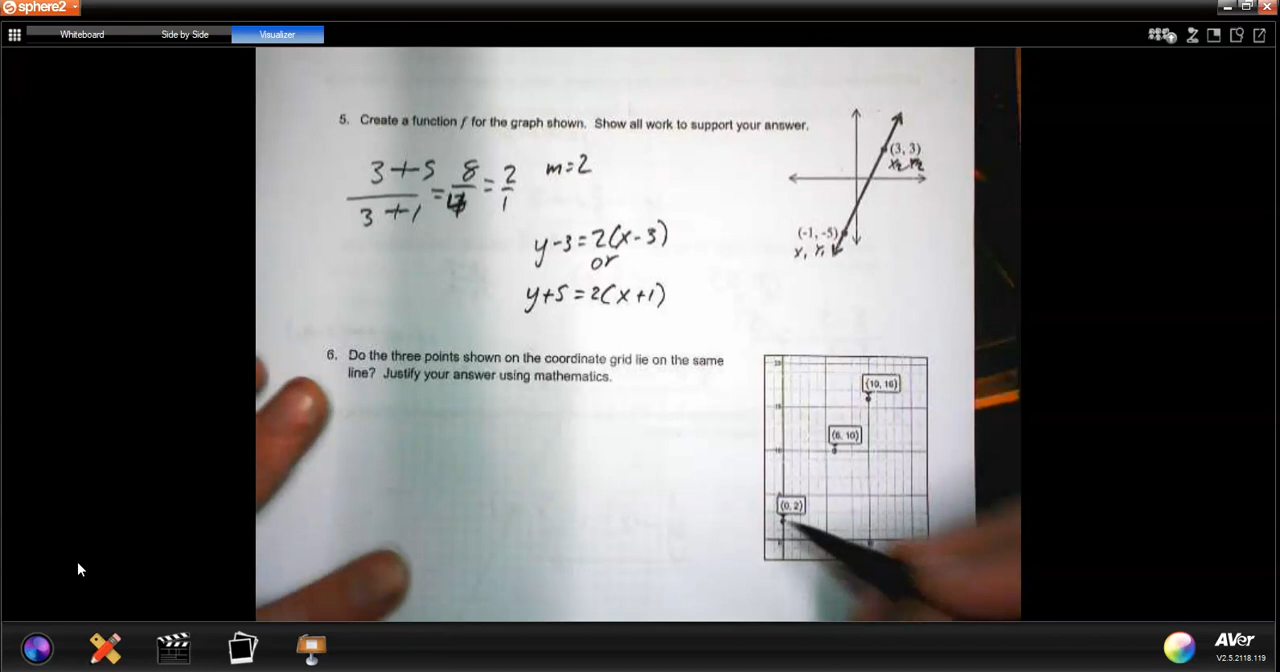 sphere2
Whiteboard
Side by Side
Visualizer
5. Create a function f for the graph shown. Show all work to support your answer.
3+5
3+1
=
8
4
=
2
1
m=2
y-3=2(x-3)
or
y+5=2(x+1)
(3, 3)
x2 y2
(-1, -5)
x, y,
6. Do the three points shown on the coordinate grid lie on the same
line? Justify your answer using mathematics.
(10, 16)
15
(6, 10)
10
(0, 2)
AVer
V2.5.2118.119